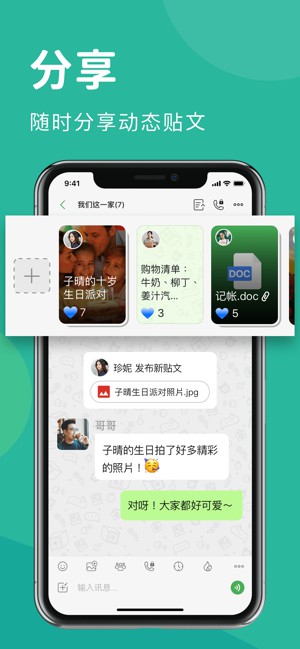 分享
随时分享动态贴文
9:41
我们这一家(7)
子晴的十岁
生日派对
7
购物清单：
牛奶、柳丁、
姜汁汽...
3
DOC
记帐.doc
5
珍妮 发布新贴文
子晴生日派对照片.jpg
哥哥
子晴的生日拍了好多精彩
的照片！🥳
对呀！大家都好可爱～
输入讯息...